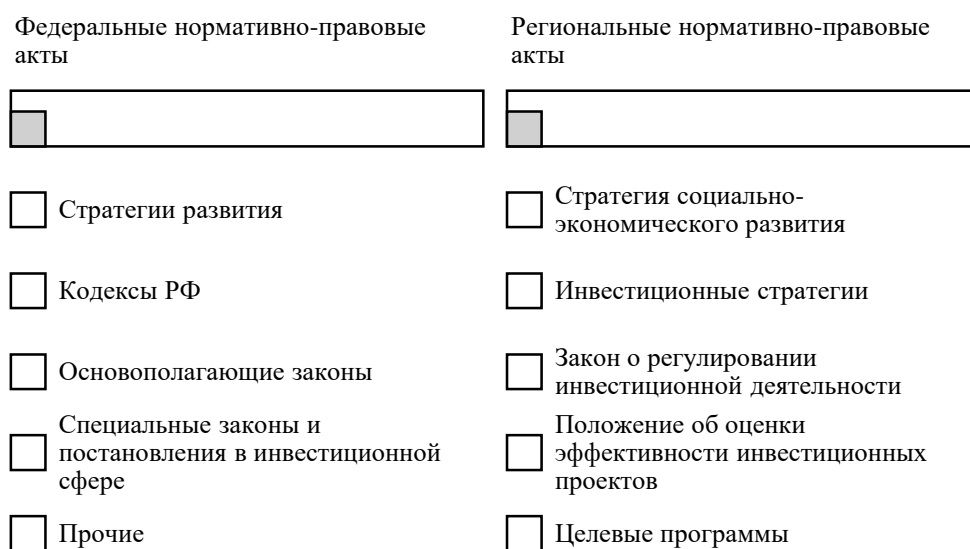 Федеральные нормативно-правовые
акты
Стратегии развития
Кодексы РФ
Основополагающие законы
Специальные законы и
постановления в инвестиционной
сфере
Прочие
Региональные нормативно-правовые
акты
Стратегия социально-
экономического развития
Инвестиционные стратегии
Закон о регулировании
инвестиционной деятельности
Положение об оценки
эффективности инвестиционных
проектов
Целевые программы